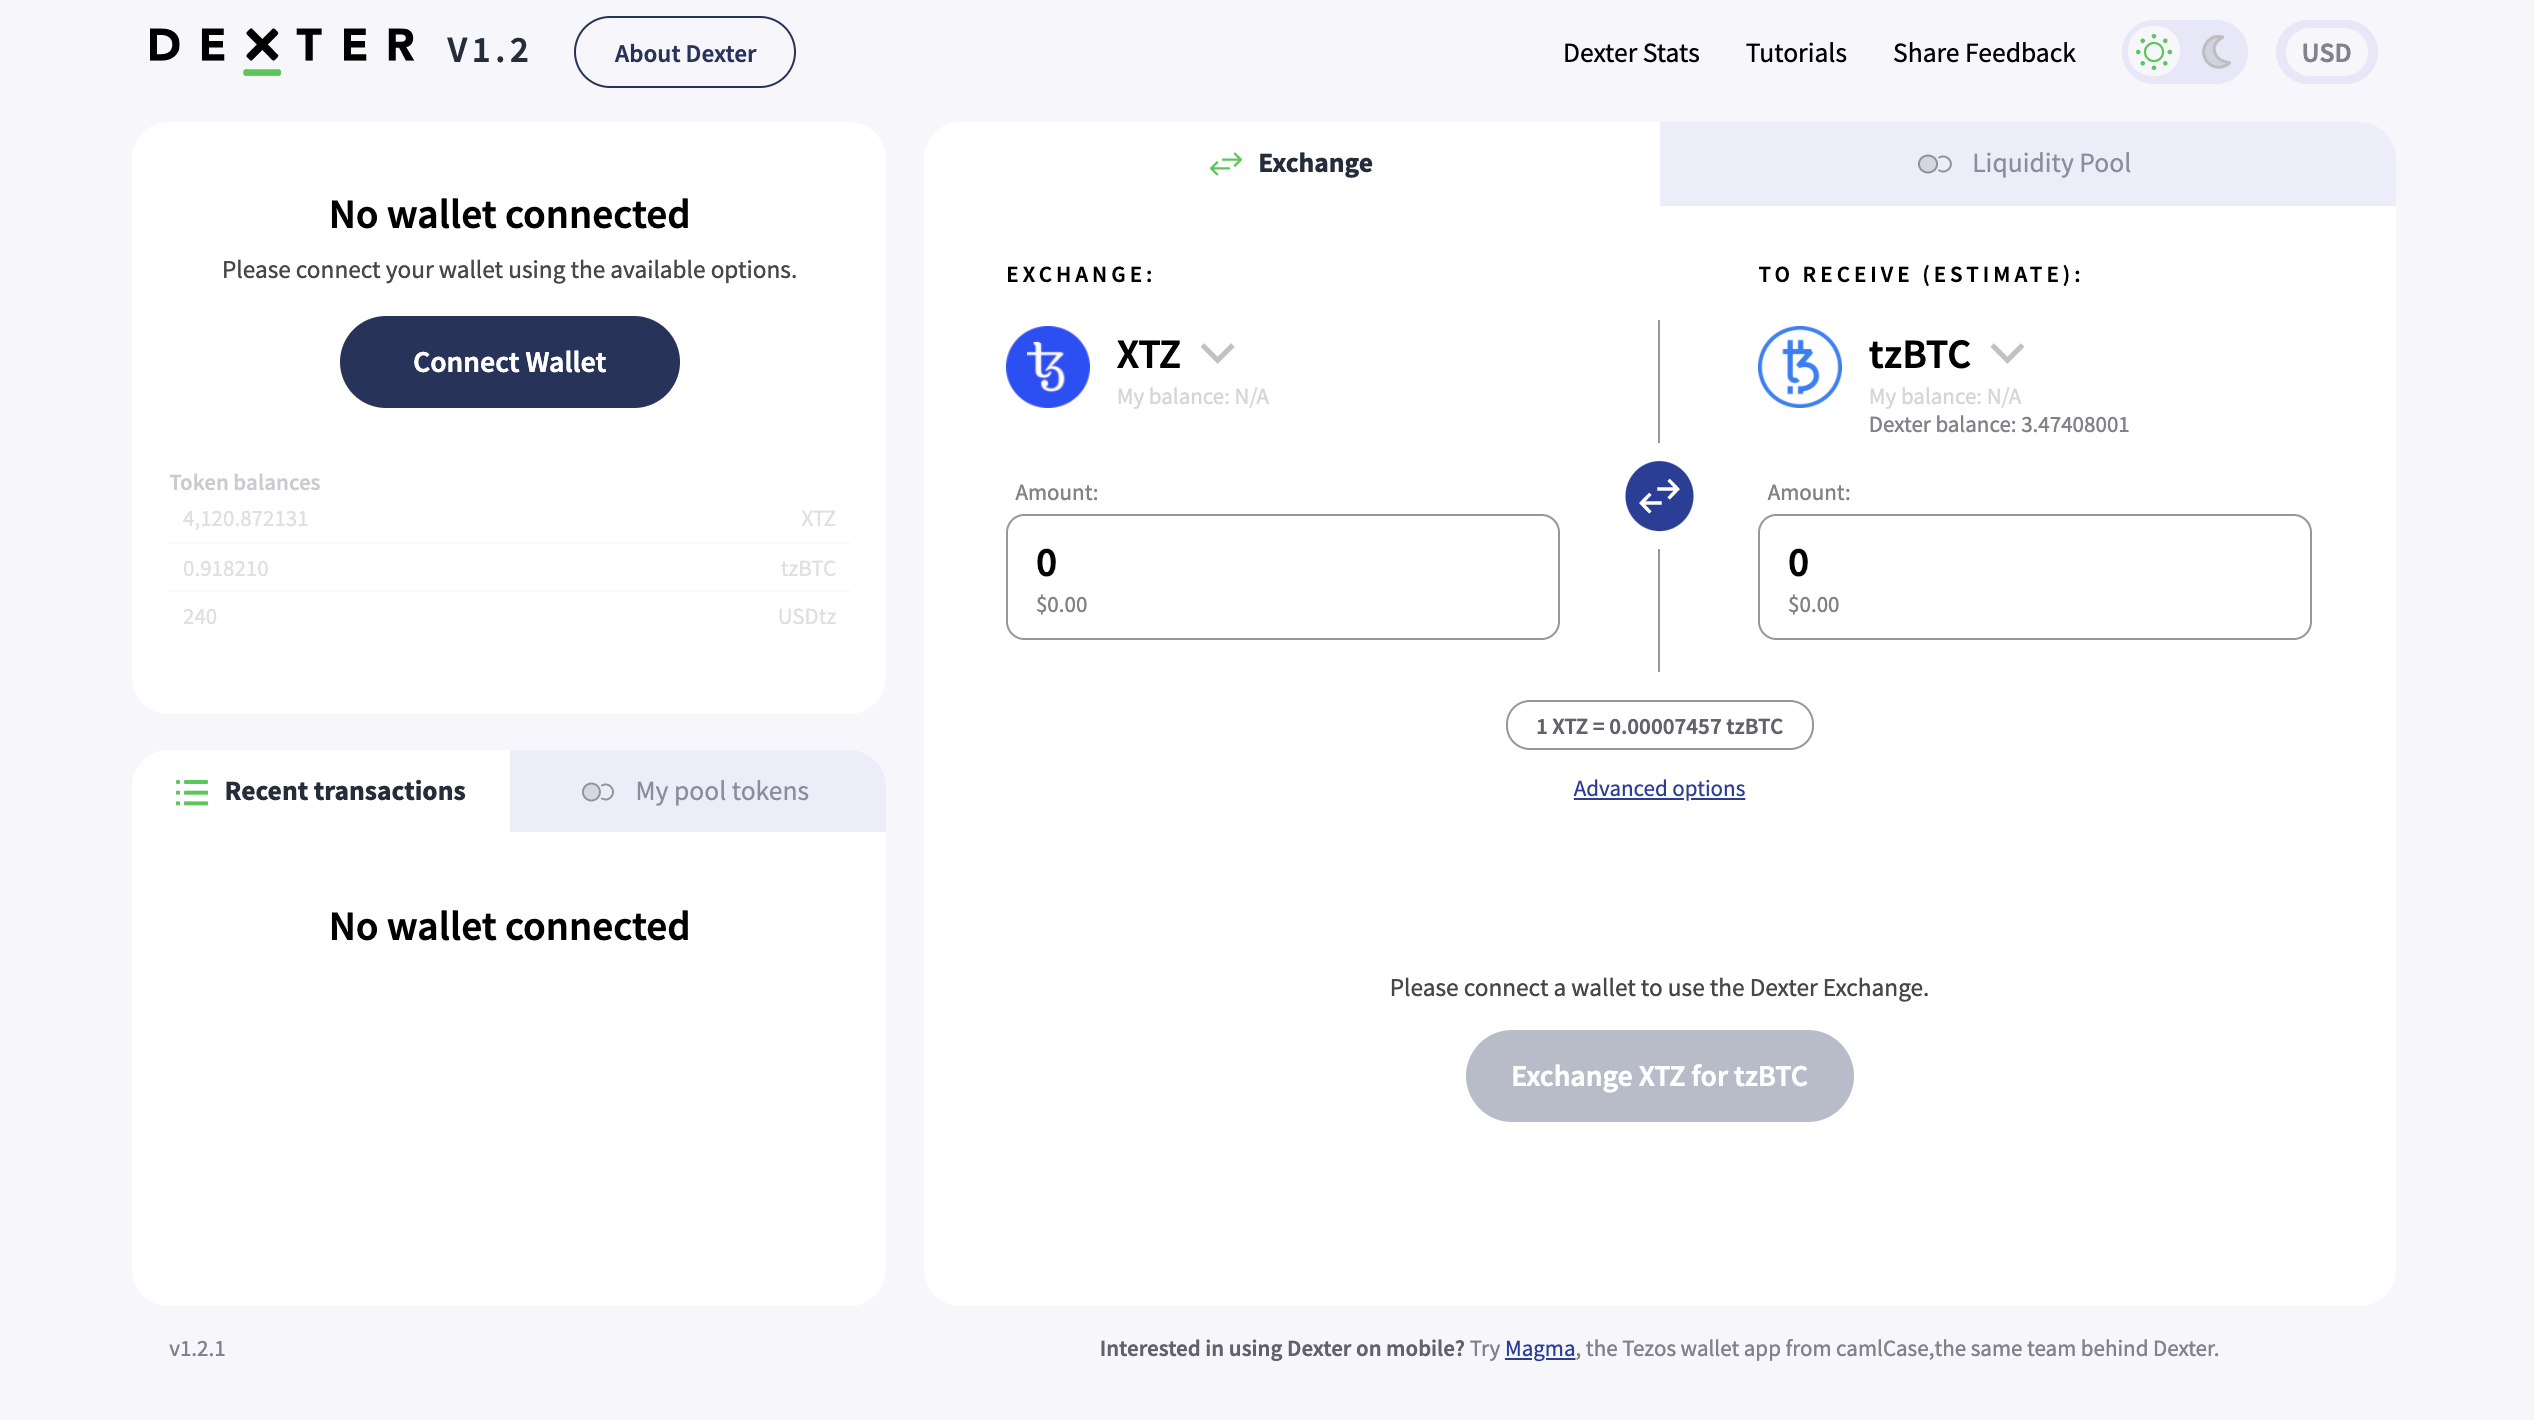 DEXTER V1.2
About Dexter
Dexter Stats
Tutorials
Share Feedback
USD
No wallet connected
Please connect your wallet using the available options.
Connect Wallet
Token balances
4,120.872131 XTZ
0.918210 tzBTC
240 USDtz
Recent transactions
My pool tokens
No wallet connected
Exchange
Liquidity Pool
EXCHANGE:
XTZ
My balance: N/A
Amount:
0
$0.00
TO RECEIVE (ESTIMATE):
tzBTC
My balance: N/A
Dexter balance: 3.47408001
Amount:
0
$0.00
1 XTZ = 0.00007457 tzBTC
Advanced options
Please connect a wallet to use the Dexter Exchange.
Exchange XTZ for tzBTC
v1.2.1
Interested in using Dexter on mobile? Try Magma, the Tezos wallet app from camlCase,the same team behind Dexter.